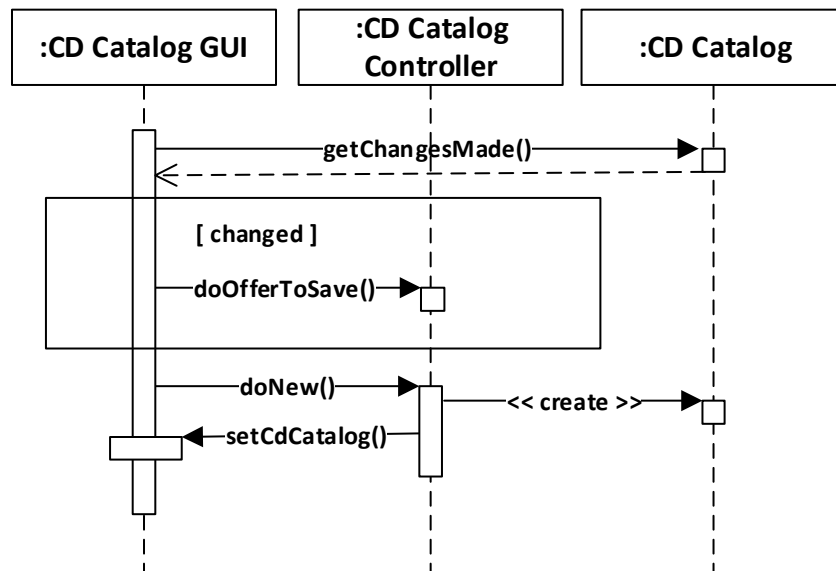 :CD Catalog GUI
:CD Catalog
Controller
:CD Catalog
getChangesMade()
[ changed ]
doOfferToSave()
doNew()
<< create >>
setCdCatalog()